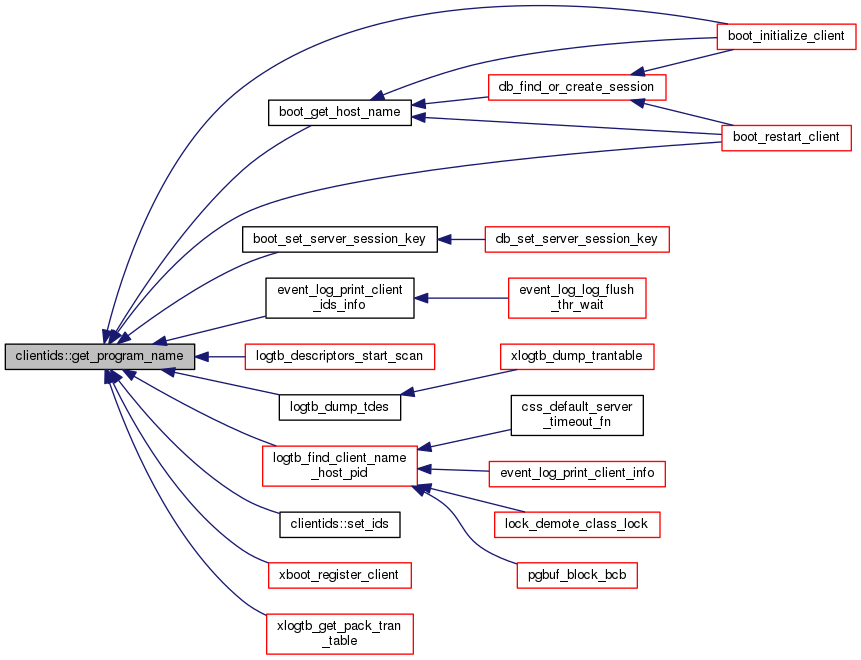 boot_initialize_client
db_find_or_create_session
boot_get_host_name
boot_restart_client
boot_set_server_session_key
db_set_server_session_key
event_log_print_client
_ids_info
event_log_log_flush
_thr_wait
clientids::get_program_name
logtb_descriptors_start_scan
xlogtb_dump_trantable
logtb_dump_tdes
css_default_server
_timeout_fn
logtb_find_client_name
_host_pid
event_log_print_client_info
clientids::set_ids
lock_demote_class_lock
xboot_register_client
pgbuf_block_bcb
xlogtb_get_pack_tran
_table